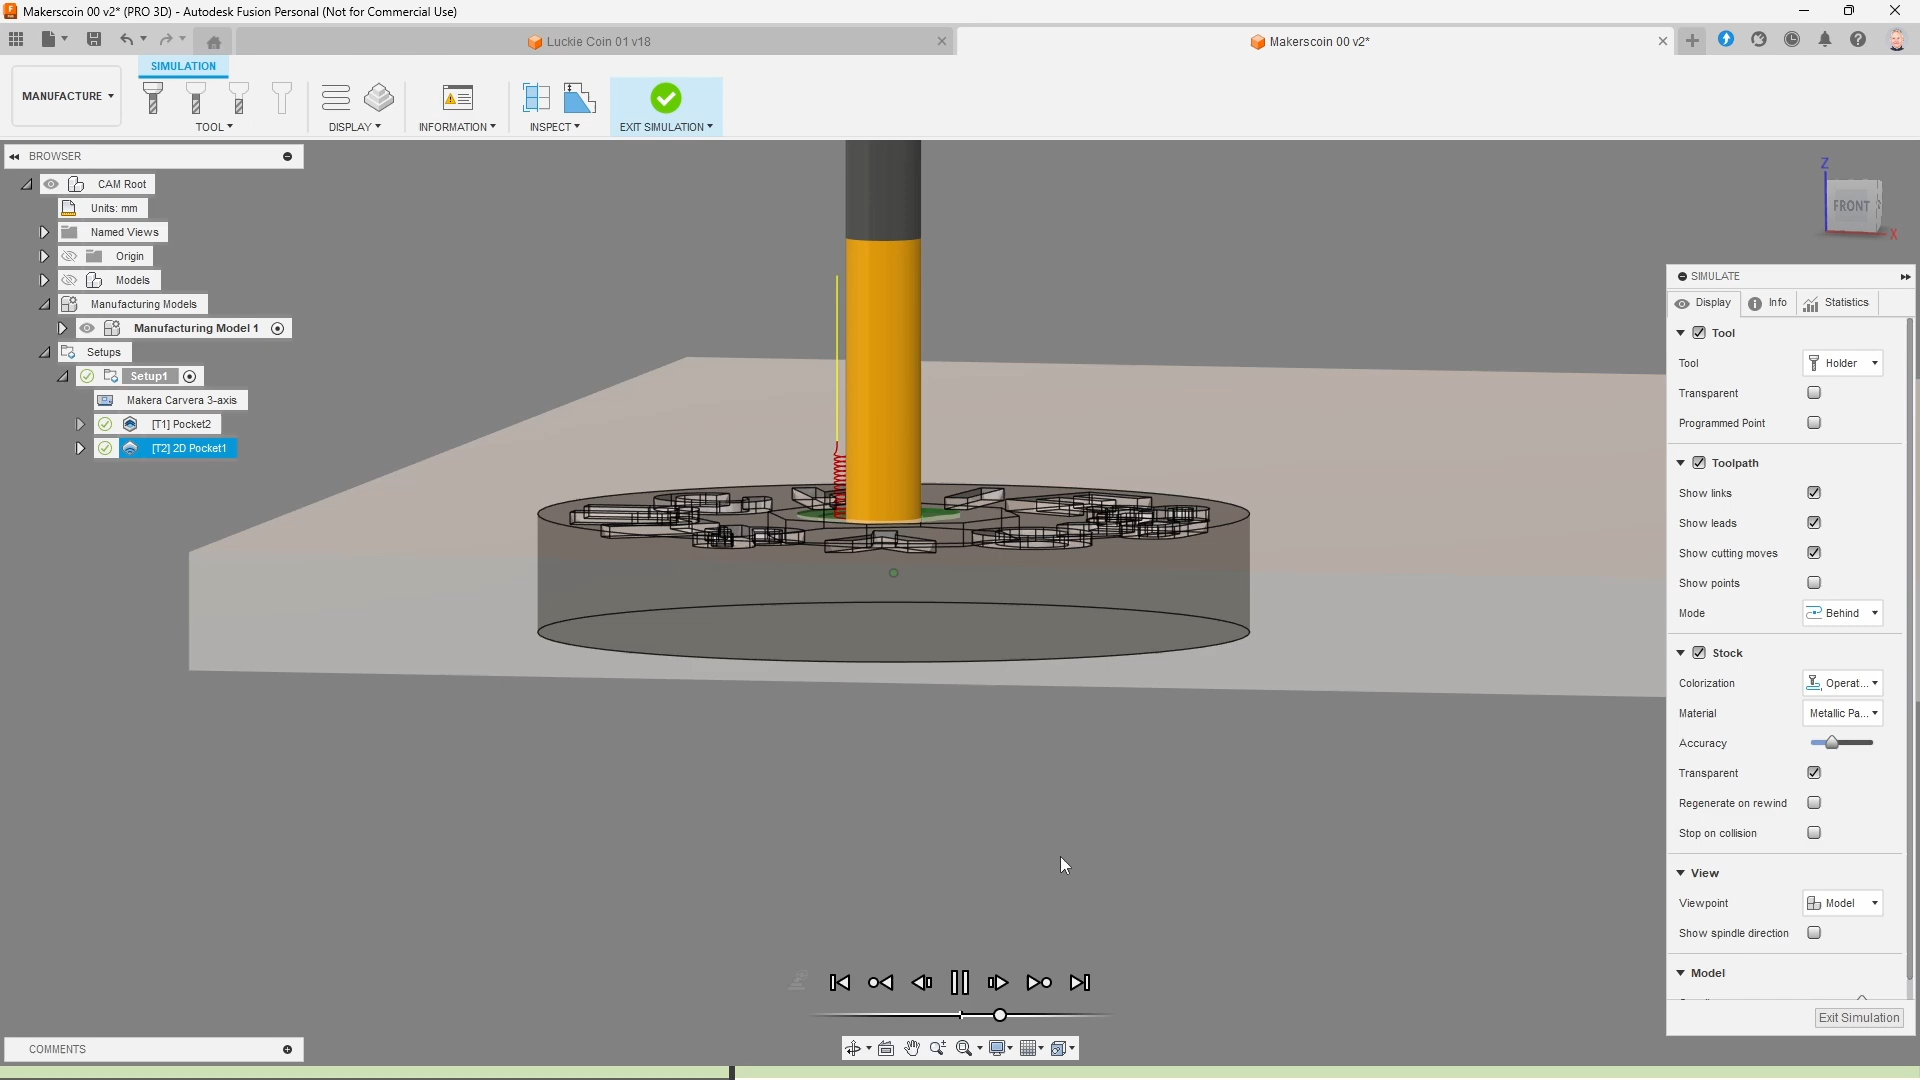 Makerscoin 00 v2* (PRO 3D) - Autodesk Fusion Personal (Not for Commercial Use)
Luckie Coin 01 v18
Makerscoin 00 v2*
SIMULATION
MANUFACTURE
TOOL
DISPLAY
INFORMATION
INSPECT
EXIT SIMULATION
BROWSER
CAM Root
Units: mm
Named Views
Origin
Models
Manufacturing Models
Manufacturing Model 1
Setups
Setup1
Makera Carvera 3-axis
[T1] Pocket2
[T2] 2D Pocket1
Z
FRONT
X
SIMULATE
Display
Info
Statistics
Tool
Tool
Holder
Transparent
Programmed Point
Toolpath
Show links
Show leads
Show cutting moves
Show points
Mode
Behind
Stock
Colorization
Operat...
Material
Metallic Pa...
Accuracy
Transparent
Regenerate on rewind
Stop on collision
View
Viewpoint
Model
Show spindle direction
Model
Exit Simulation
COMMENTS